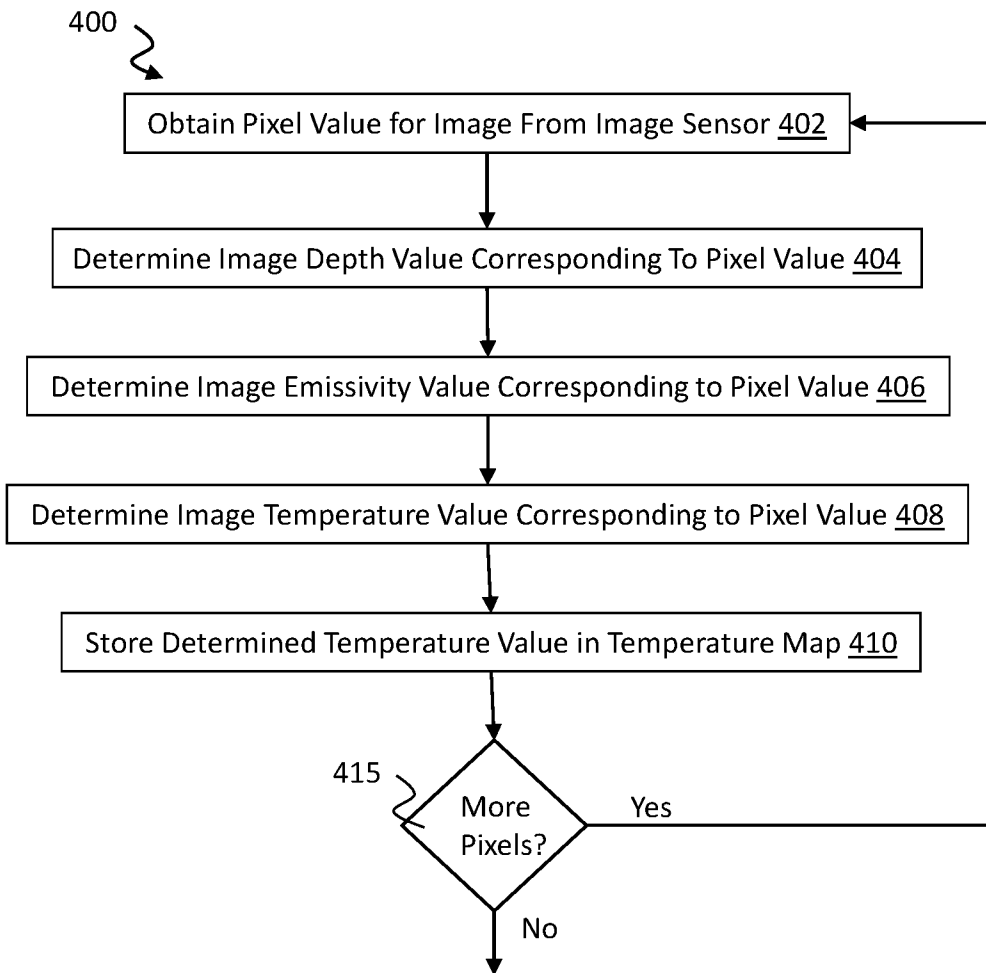 400
Obtain Pixel Value for Image From Image Sensor 402
Determine Image Depth Value Corresponding To Pixel Value 404
Determine Image Emissivity Value Corresponding to Pixel Value 406
Determine Image Temperature Value Corresponding to Pixel Value 408
Store Determined Temperature Value in Temperature Map 410
415
More
Pixels?
Yes
No